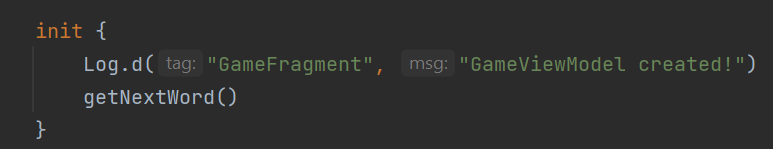 init {
Log.d( tag: "GameFragment", msg: "GameViewModel created!")
getNextWord()
}